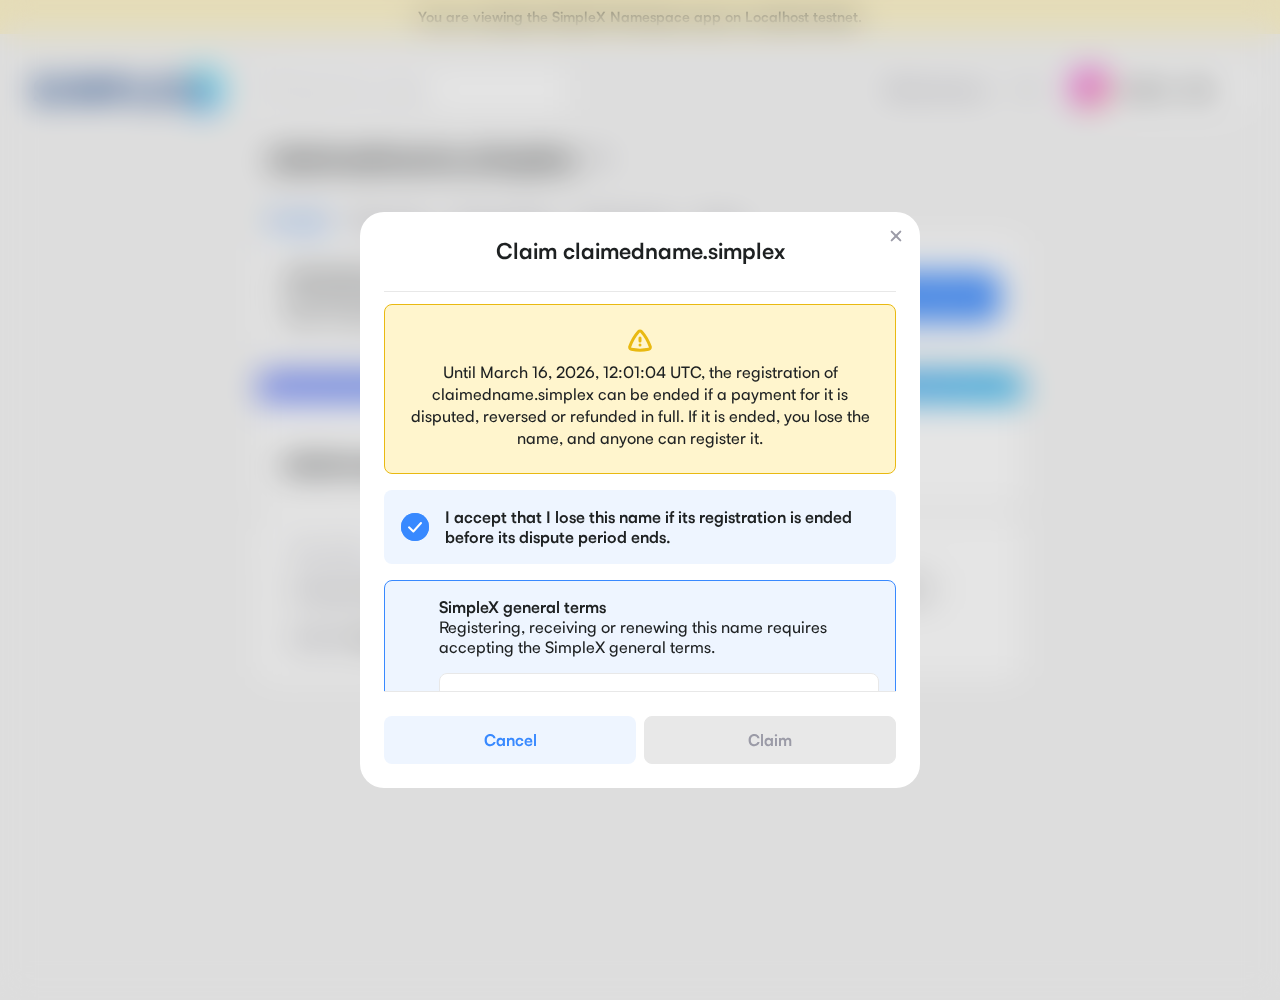 You are viewing the SimpleX Namespace app on Localhost testnet.
Claim claimedname.simplex
Until March 16, 2026, 12:01:04 UTC, the registration of
claimedname.simplex can be ended if a payment for it is
disputed, reversed or refunded in full. If it is ended, you lose the
name, and anyone can register it.
I accept that I lose this name if its registration is ended
before its dispute period ends.
SimpleX general terms
Registering, receiving or renewing this name requires
accepting the SimpleX general terms.
Cancel
Claim